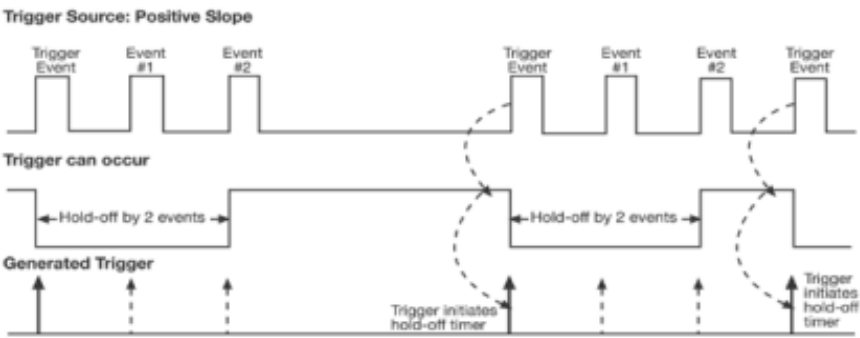 Trigger Source: Positive Slope
Trigger Event
Event #1
Event #2
Trigger Event
Event #1
Event #2
Trigger Event
Trigger can occur
Hold-off by 2 events
Hold-off by 2 events
Generated Trigger
Trigger initiates
hold-off timer
Trigger
initiates
hold-off
timer